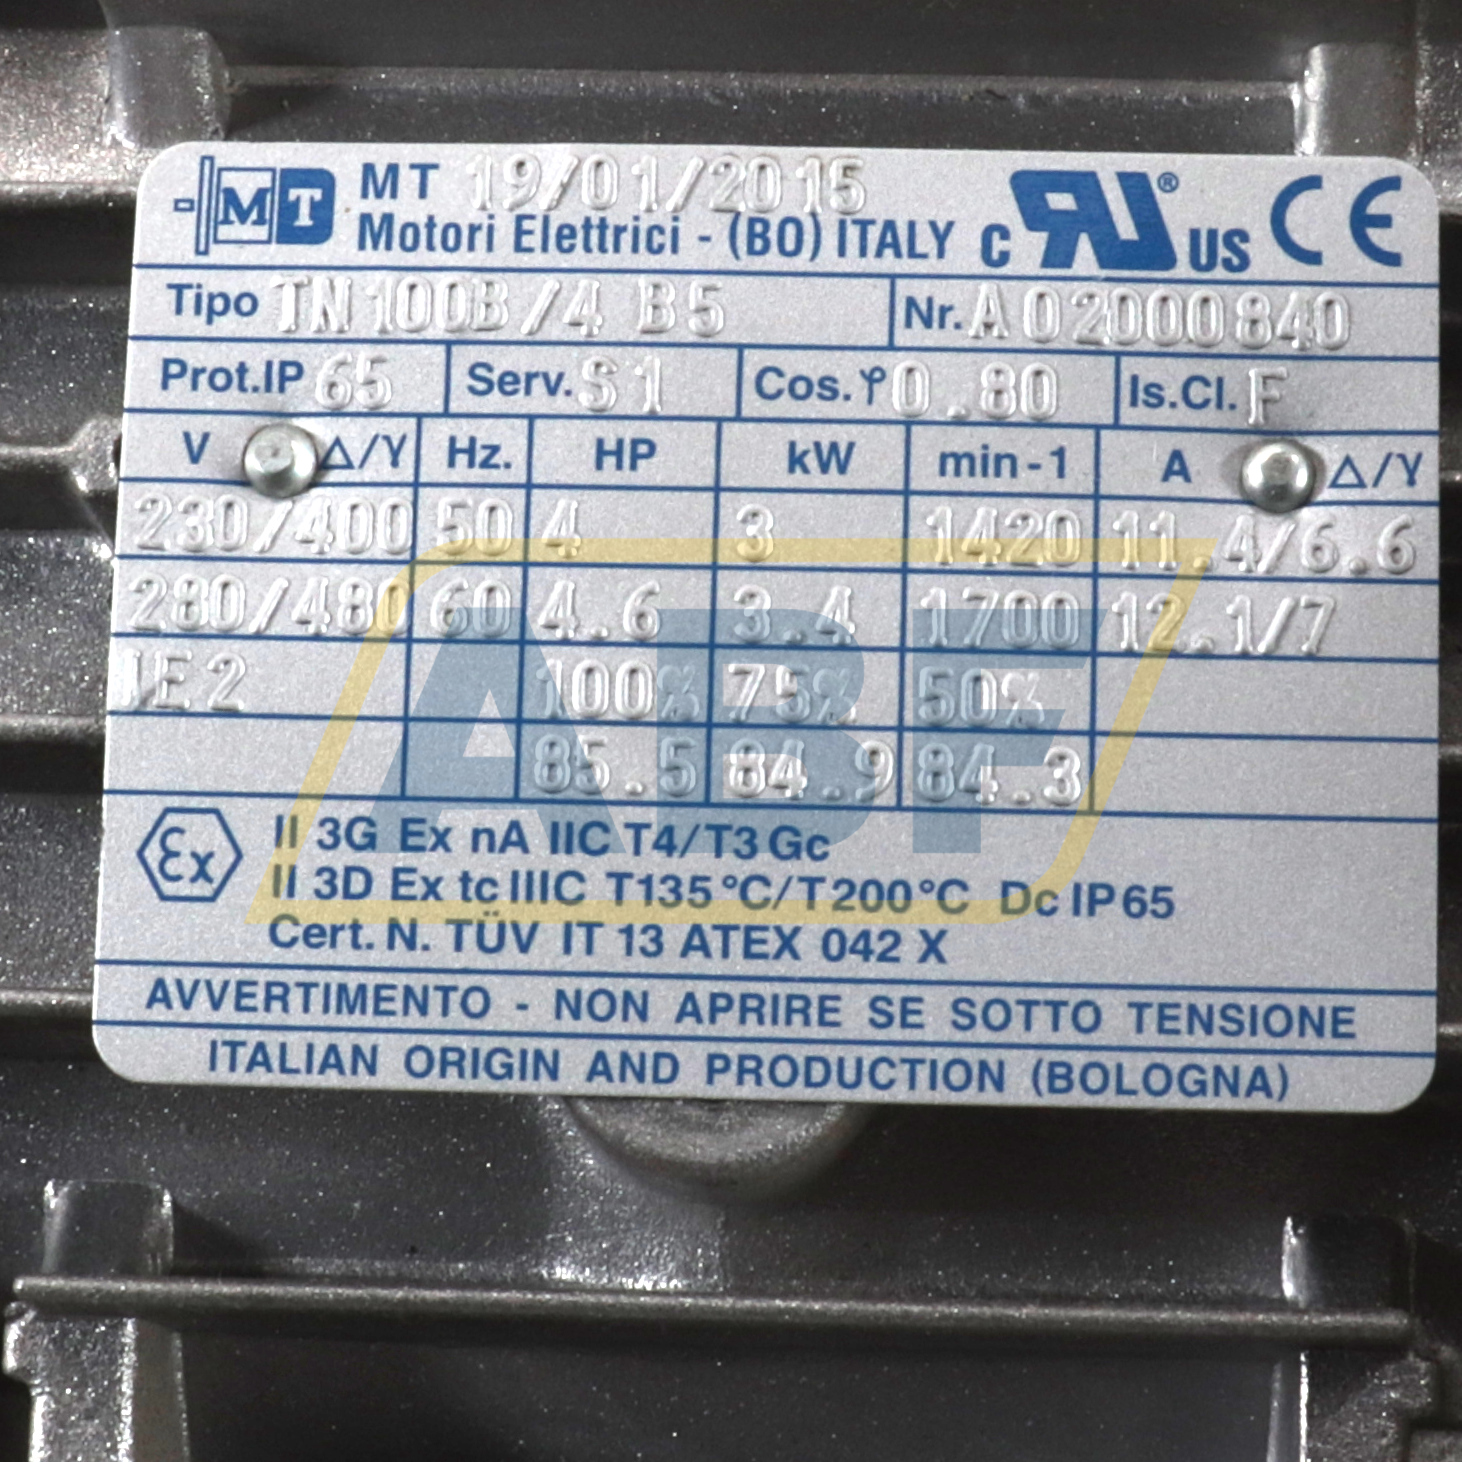 MT MT 19/01/2015
Motori Elettrici - (BO) ITALY c RU® US CE
Tipo TN100B/4 B5 Nr. A02000840
Prot.IP 65 Serv. S1 Cos.φ 0.80 Is.Cl. F
V Δ/Y Hz. HP kW min-1 A Δ/Y
230/400 50 4 3 1420 11.4/6.6
280/480 60 4.6 3.4 1700 12.1/7
IE2 100% 75% 50%
85.5 84.9 84.3
ABF
Ex II 3G Ex nA IIC T4/T3 Gc
II 3D Ex tc IIIC T135°C/T200°C Dc IP65
Cert. N. TÜV IT 13 ATEX 042 X
AVVERTIMENTO - NON APRIRE SE SOTTO TENSIONE
ITALIAN ORIGIN AND PRODUCTION (BOLOGNA)